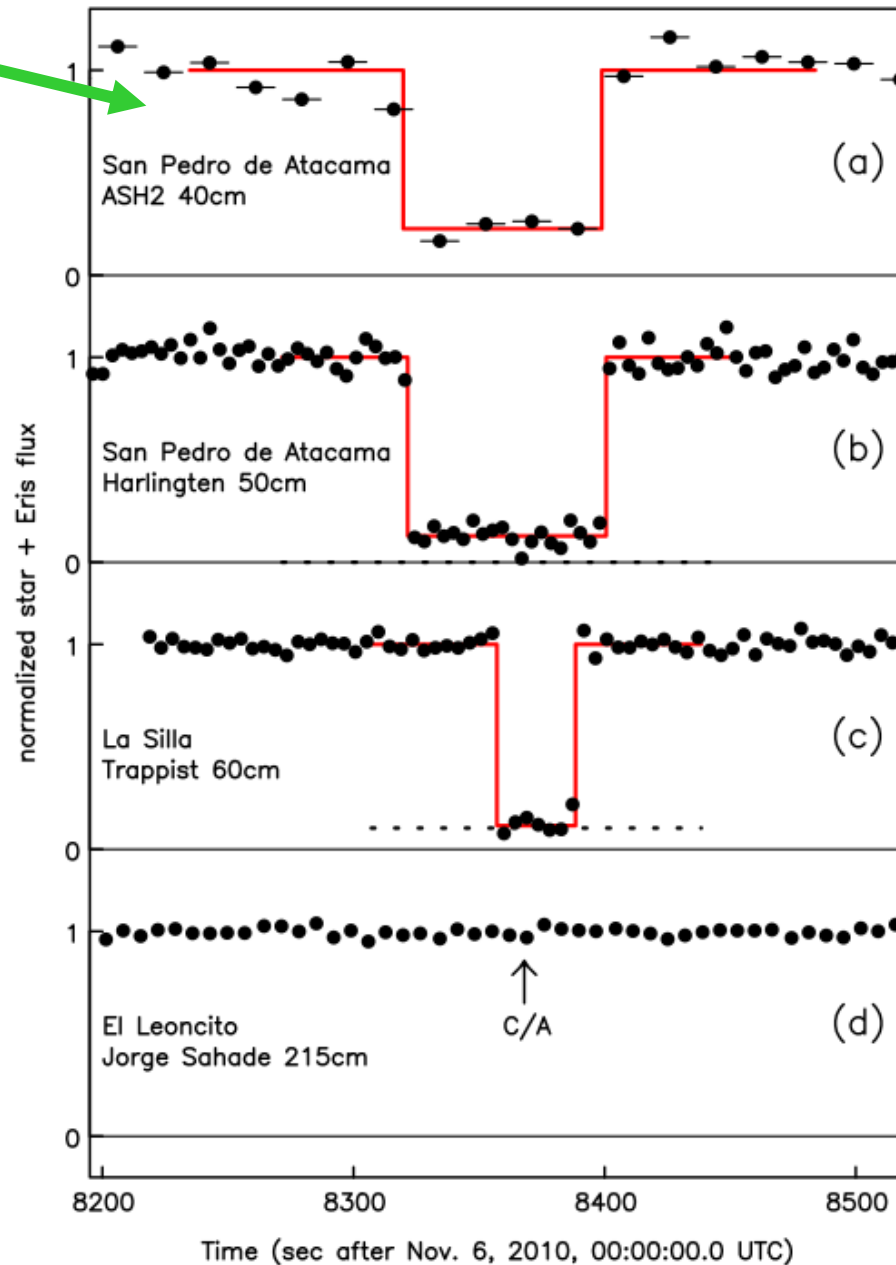 1
San Pedro de Atacama
ASH2 40cm
(a)
0
1
San Pedro de Atacama
Harlingten 50cm
(b)
0
1
La Silla
Trappist 60cm
(c)
0
1
El Leoncito
Jorge Sahade 215cm
C/A
(d)
0
normalized star + Eris flux
8200 8300 8400 8500
Time (sec after Nov. 6, 2010, 00:00:00.0 UTC)